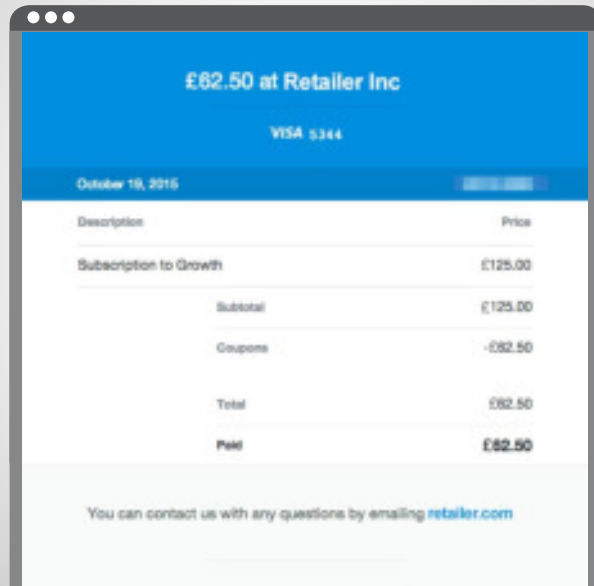 £62.50 at Retailer Inc
VISA 5344
October 19, 2015
Description Price
Subscription to Growth £125.00
Subtotal £125.00
Coupons -£62.50
Total £62.50
Paid £62.50
You can contact us with any questions by emailing retailer.com